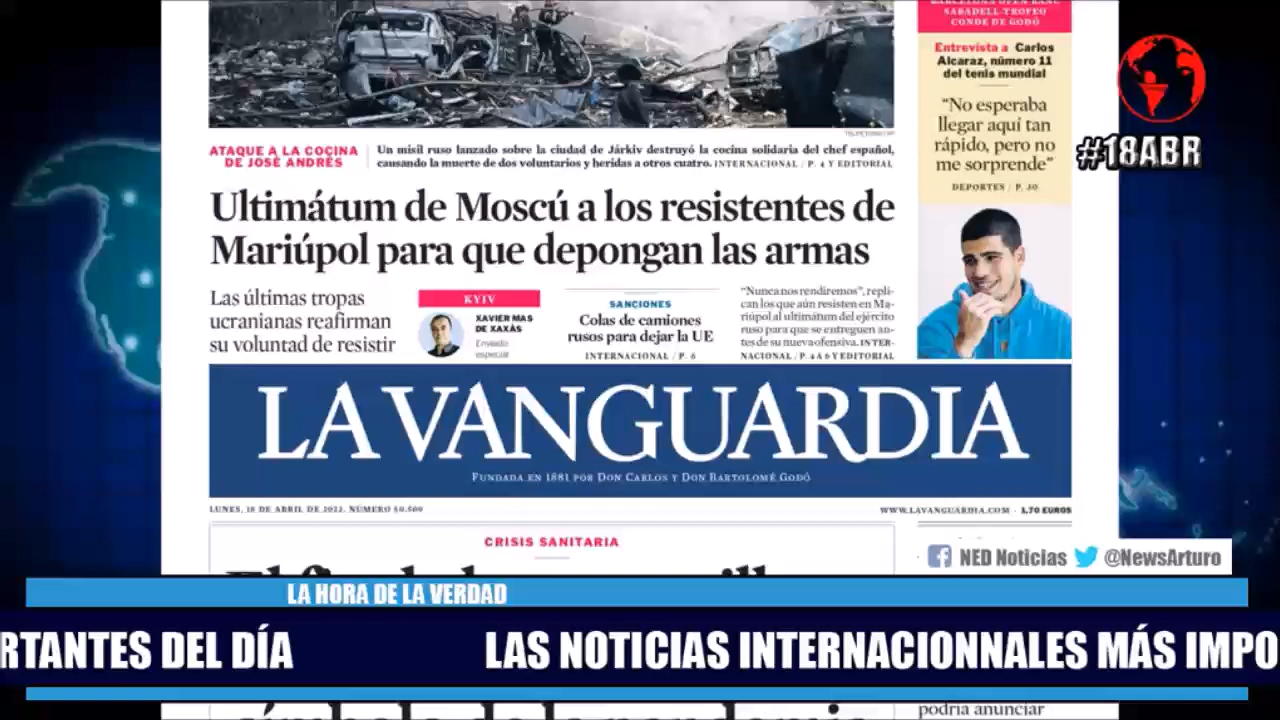 BARCELONA OPEN BANC
SABADELL-TROFEO
CONDE DE GODÓ
Entrevista a Carlos
Alcaraz, número 11
del tenis mundial
“No esperaba
llegar aquí tan
rápido, pero no
me sorprende”
DEPORTES / P. 30
#18ABR
ATAQUE A LA COCINA
DE JOSÉ ANDRÉS
Un misil ruso lanzado sobre la ciudad de Járkiv destruyó la cocina solidaria del chef español,
causando la muerte de dos voluntarios y heridas a otros cuatro. INTERNACIONAL / P. 4 Y EDITORIAL
Ultimátum de Moscú a los resistentes de
Mariúpol para que depongan las armas
Las últimas tropas
ucranianas reafirman
su voluntad de resistir
KYIV
XAVIER MAS
DE XAXÀS
Enviado
especial
SANCIONES
Colas de camiones
rusos para dejar la UE
INTERNACIONAL / P. 6
“Nunca nos rendiremos”, repli-
can los que aún resisten en Ma-
riúpol al ultimátum del ejército
ruso para que se entreguen an-
tes de su nueva ofensiva. INTER-
NACIONAL / P. 4 A 6 Y EDITORIAL
LA VANGUARDIA
FUNDADA EN 1881 POR DON CARLOS Y DON BARTOLOMÉ GODÓ
LUNES, 18 DE ABRIL DE 2022. NÚMERO 50.500
WWW.LAVANGUARDIA.COM · 1,70 EUROS
CRISIS SANITARIA
NED Noticias @NewsArturo
LA HORA DE LA VERDAD
RTANTES DEL DÍA LAS NOTICIAS INTERNACIONNALES MÁS IMPO
símbolo de la pandemia
podría anunciar